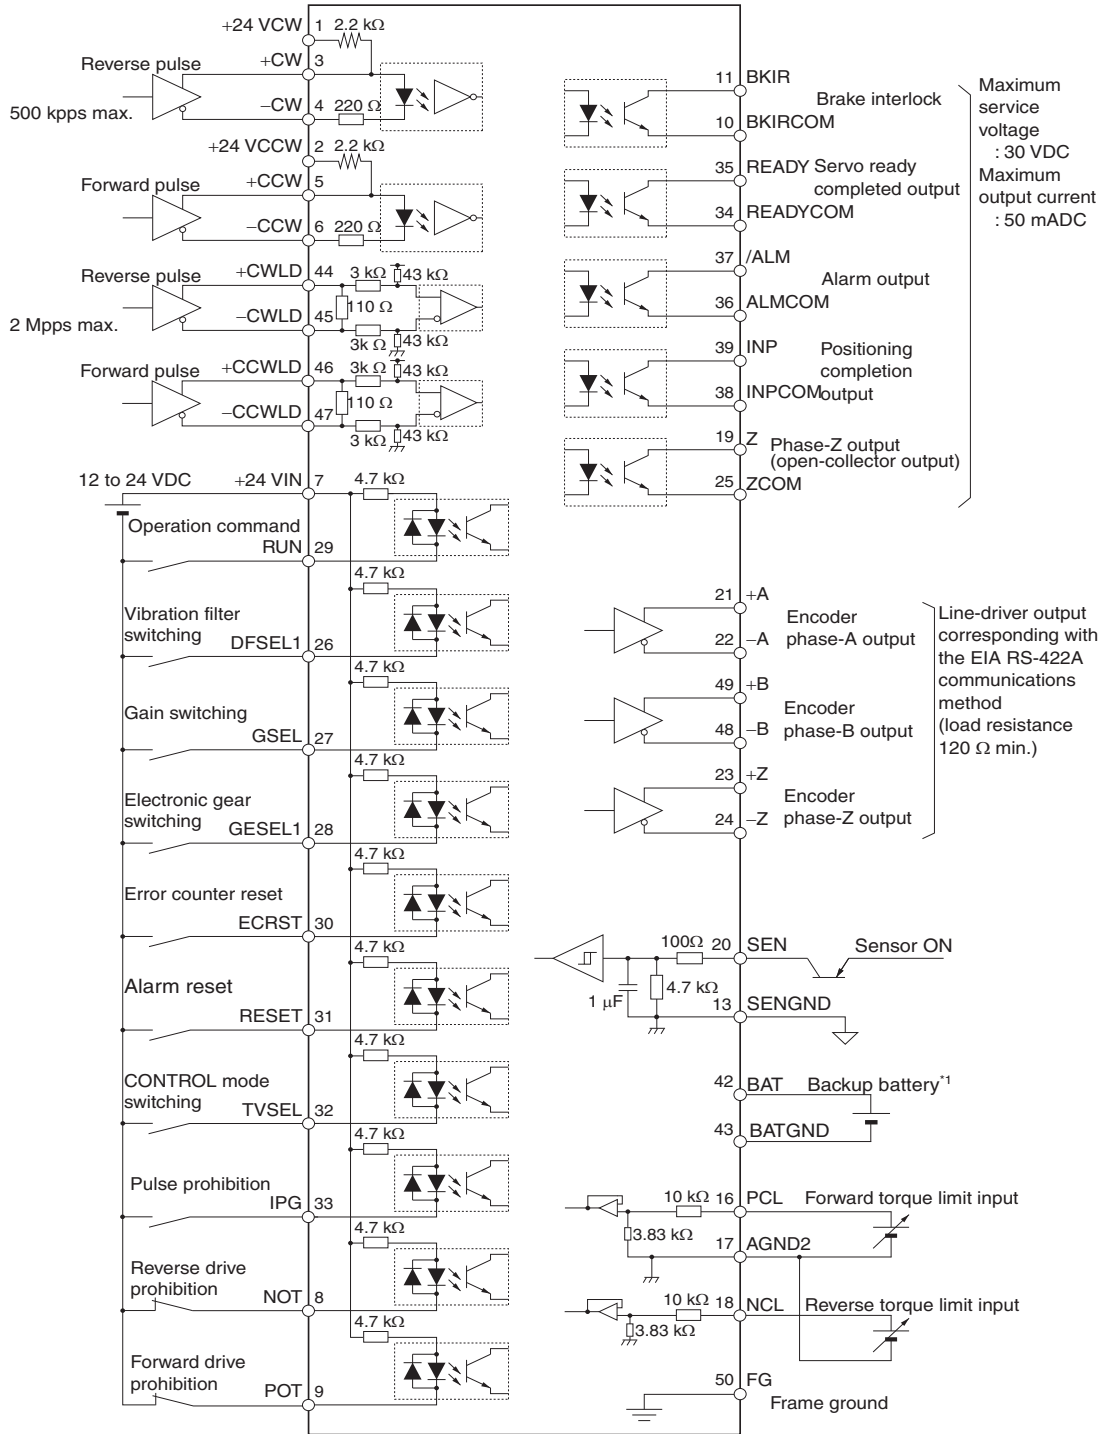 +24 VCW 1 2.2 kΩ
+CW 3
Reverse pulse
500 kpps max.
−CW 4 220 Ω
+24 VCCW 2 2.2 kΩ
+CCW 5
Forward pulse
−CCW 6 220 Ω
+CWLD 44 3 kΩ 43 kΩ
Reverse pulse
110 Ω
2 Mpps max.
−CWLD 45
3k Ω 43 kΩ
+CCWLD 46 3kΩ 43 kΩ
Forward pulse
110 Ω
−CCWLD 47
3 kΩ 43 kΩ
12 to 24 VDC +24 VIN 7 4.7 kΩ
Operation command
RUN 29
4.7 kΩ
Vibration filter
switching
DFSEL1 26
4.7 kΩ
Gain switching
GSEL 27
4.7 kΩ
Electronic gear
switching
GESEL1 28
4.7 kΩ
Error counter reset
ECRST 30
4.7 kΩ
Alarm reset
RESET 31
4.7 kΩ
CONTROL mode
switching
TVSEL 32
4.7 kΩ
Pulse prohibition
IPG 33
4.7 kΩ
Reverse drive
prohibition
NOT 8
4.7 kΩ
Forward drive
prohibition
POT 9
11 BKIR
Brake interlock
10 BKIRCOM
35 READY Servo ready
completed output
34 READYCOM
37 /ALM
Alarm output
36 ALMCOM
39 INP
Positioning
completion
output
38 INPCOM
19 Z
Phase-Z output
(open-collector output)
25 ZCOM
Maximum
service
voltage
: 30 VDC
Maximum
output current
: 50 mADC
21 +A
Encoder
phase-A output
22 −A
49 +B
Encoder
phase-B output
48 −B
23 +Z
Encoder
phase-Z output
24 −Z
Line-driver output
corresponding with
the EIA RS-422A
communications
method
(load resistance
120 Ω min.)
100Ω 20 SEN Sensor ON
1 μF 4.7 kΩ
13 SENGND
42 BAT Backup battery*1
43 BATGND
10 kΩ 16 PCL Forward torque limit input
3.83 kΩ
17 AGND2
10 kΩ 18 NCL Reverse torque limit input
3.83 kΩ
50 FG
Frame ground